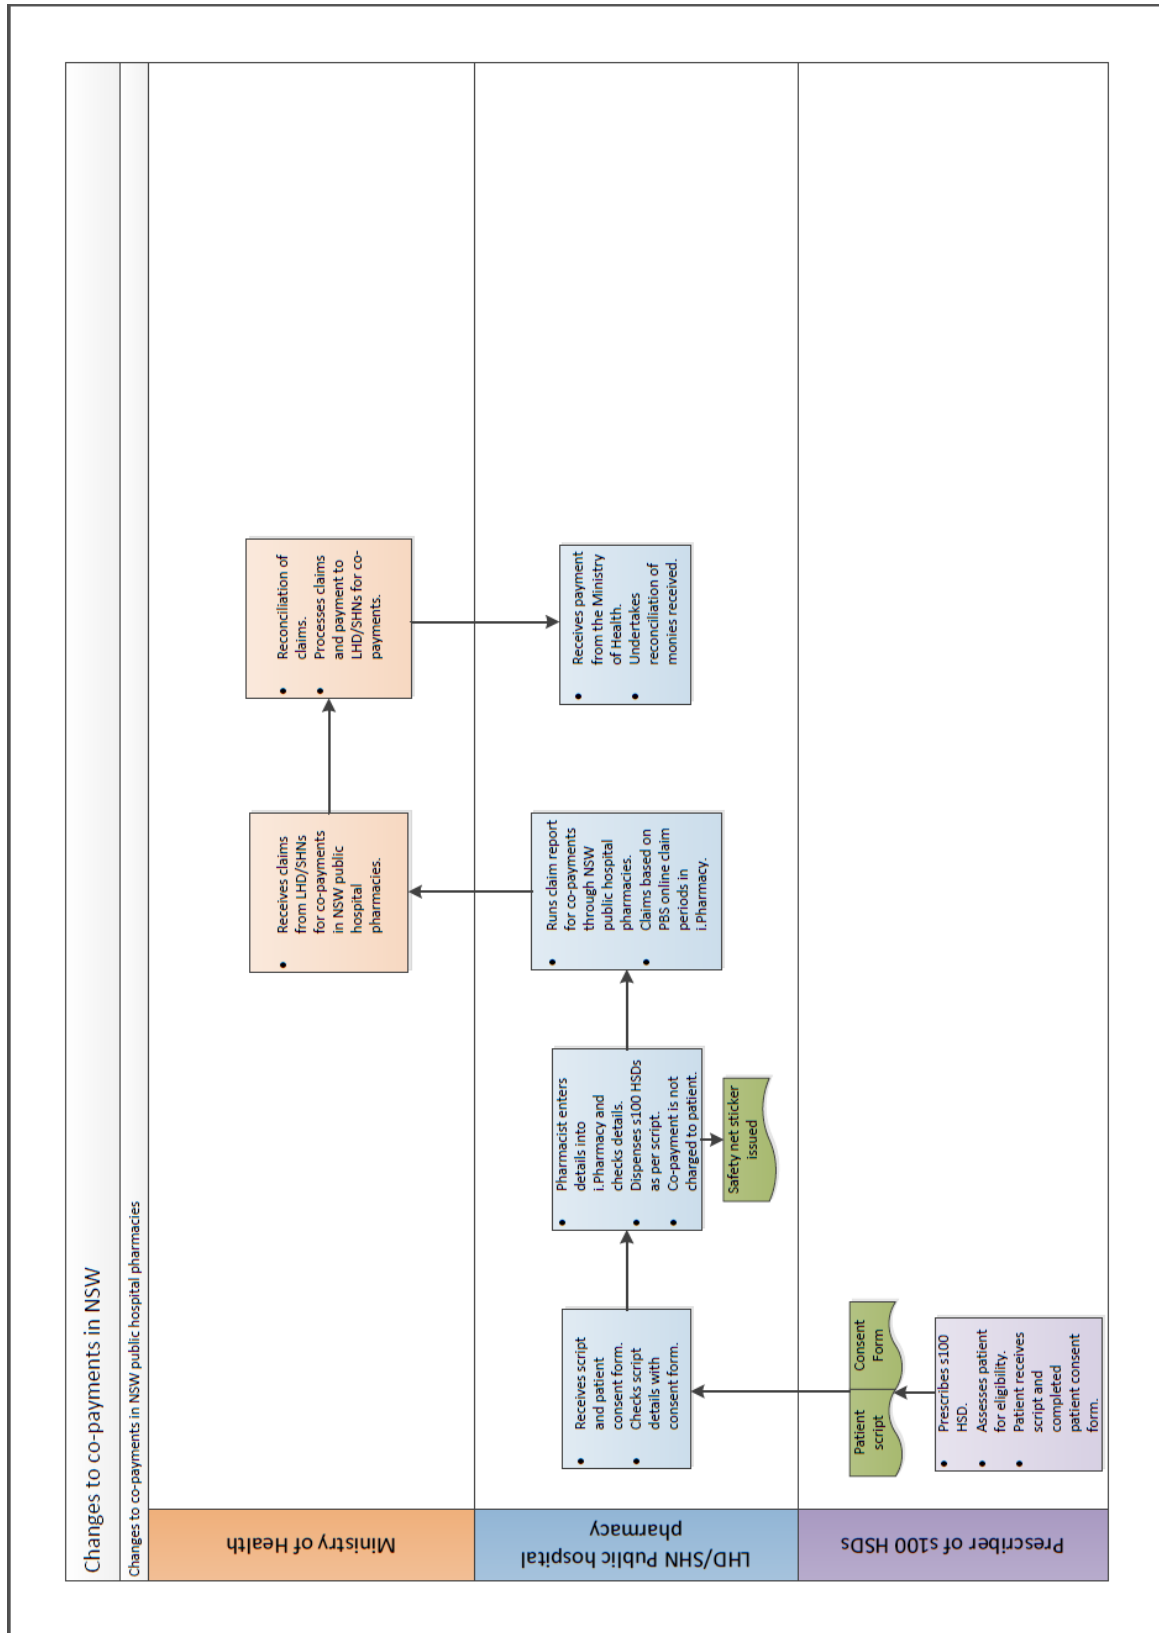 Changes to co-payments in NSW
Changes to co-payments in NSW public hospital pharmacies
Ministry of Health
• Receives claims
from LHD/SHNs
for co-payments
in NSW public
hospital
pharmacies.
• Reconciliation of
claims.
• Processes claims
and payment to
LHD/SHNs for co-
payments.
LHD/SHN Public hospital
pharmacy
• Receives script
and patient
consent form.
• Checks script
details with
consent form.
• Pharmacist enters
details into
i.Pharmacy and
checks details.
• Dispenses s100 HSDs
as per script.
• Co-payment is not
charged to patient.
Safety net sticker
issued
• Runs claim report
for co-payments
through NSW
public hospital
pharmacies.
• Claims based on
PBS online claim
periods in
i.Pharmacy.
• Receives payment
from the Ministry
of Health.
• Undertakes
reconciliation of
monies received.
Prescriber of s100 HSDs
Patient
script
Consent
Form
• Prescribes s100
HSD.
• Assesses patient
for eligibility.
• Patient receives
script and
completed
patient consent
form.